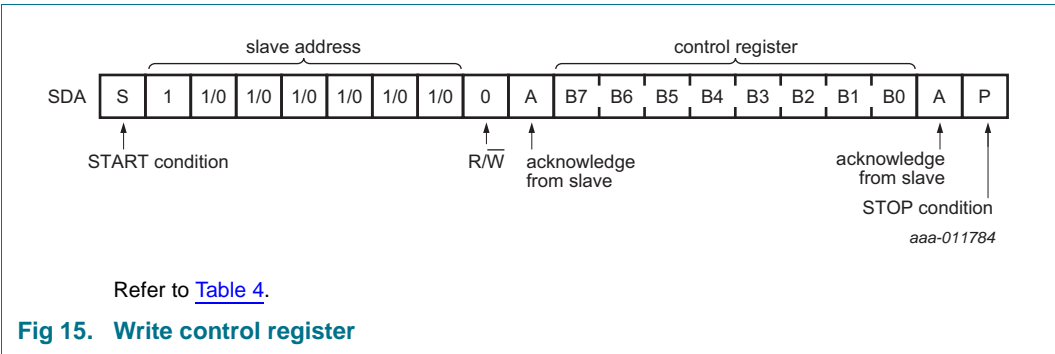 slave address
control register
SDA S 1 1/0 1/0 1/0 1/0 1/0 1/0 0 A B7 B6 B5 B4 B3 B2 B1 B0 A P
START condition
R/W̅
acknowledge
from slave
acknowledge
from slave
STOP condition
aaa-011784
Refer to Table 4.
Fig 15. Write control register